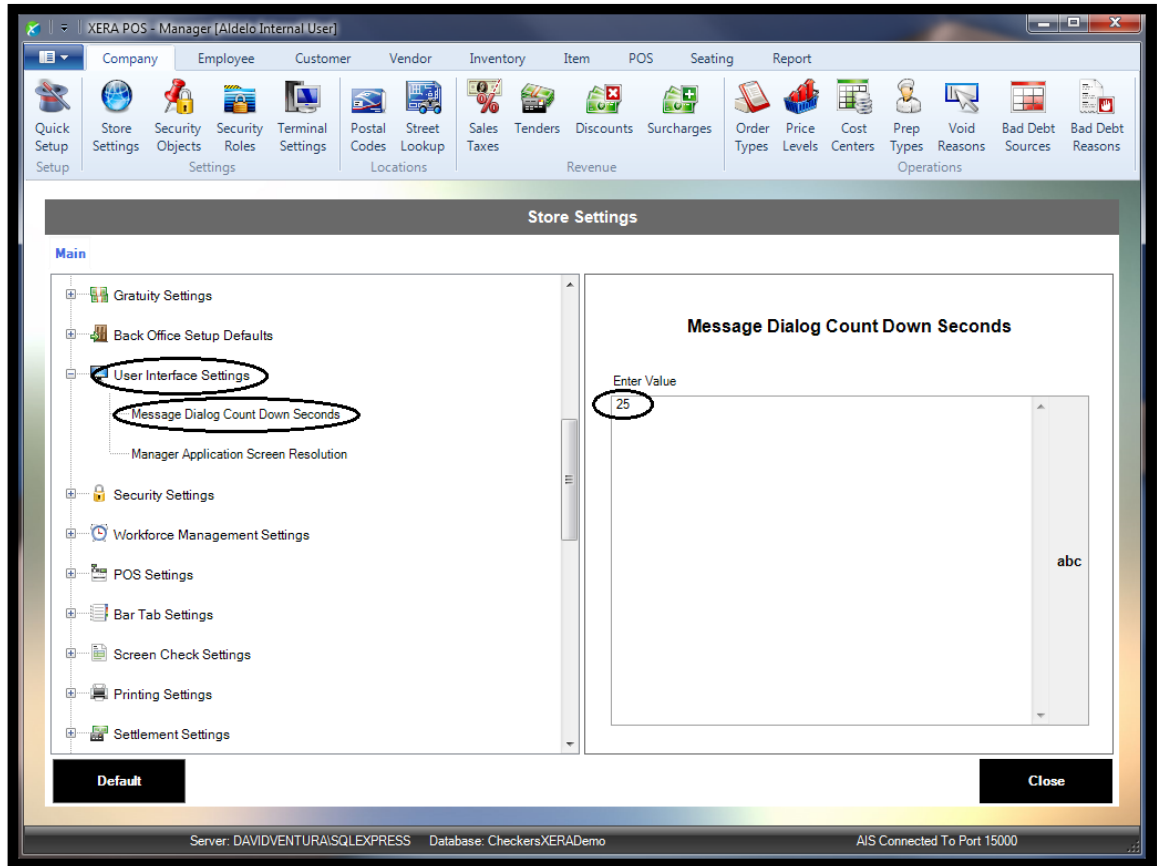 XERA POS - Manager [Aldelo Internal User]
Company Employee Customer Vendor Inventory Item POS Seating Report
Quick Setup Store Settings Security Objects Security Roles Terminal Settings Postal Codes Street Lookup Sales Taxes Tenders Discounts Surcharges Order Types Price Levels Cost Centers Prep Types Void Reasons Bad Debt Sources Bad Debt Reasons
Setup Settings Locations Revenue Operations
Store Settings
Main
Gratuity Settings
Back Office Setup Defaults
User Interface Settings
Message Dialog Count Down Seconds
Manager Application Screen Resolution
Security Settings
Workforce Management Settings
POS Settings
Bar Tab Settings
Screen Check Settings
Printing Settings
Settlement Settings
Message Dialog Count Down Seconds
Enter Value
25
abc
Default Close
Server: DAVIDVENTURA\SQLEXPRESS Database: CheckersXERADemo AIS Connected To Port 15000